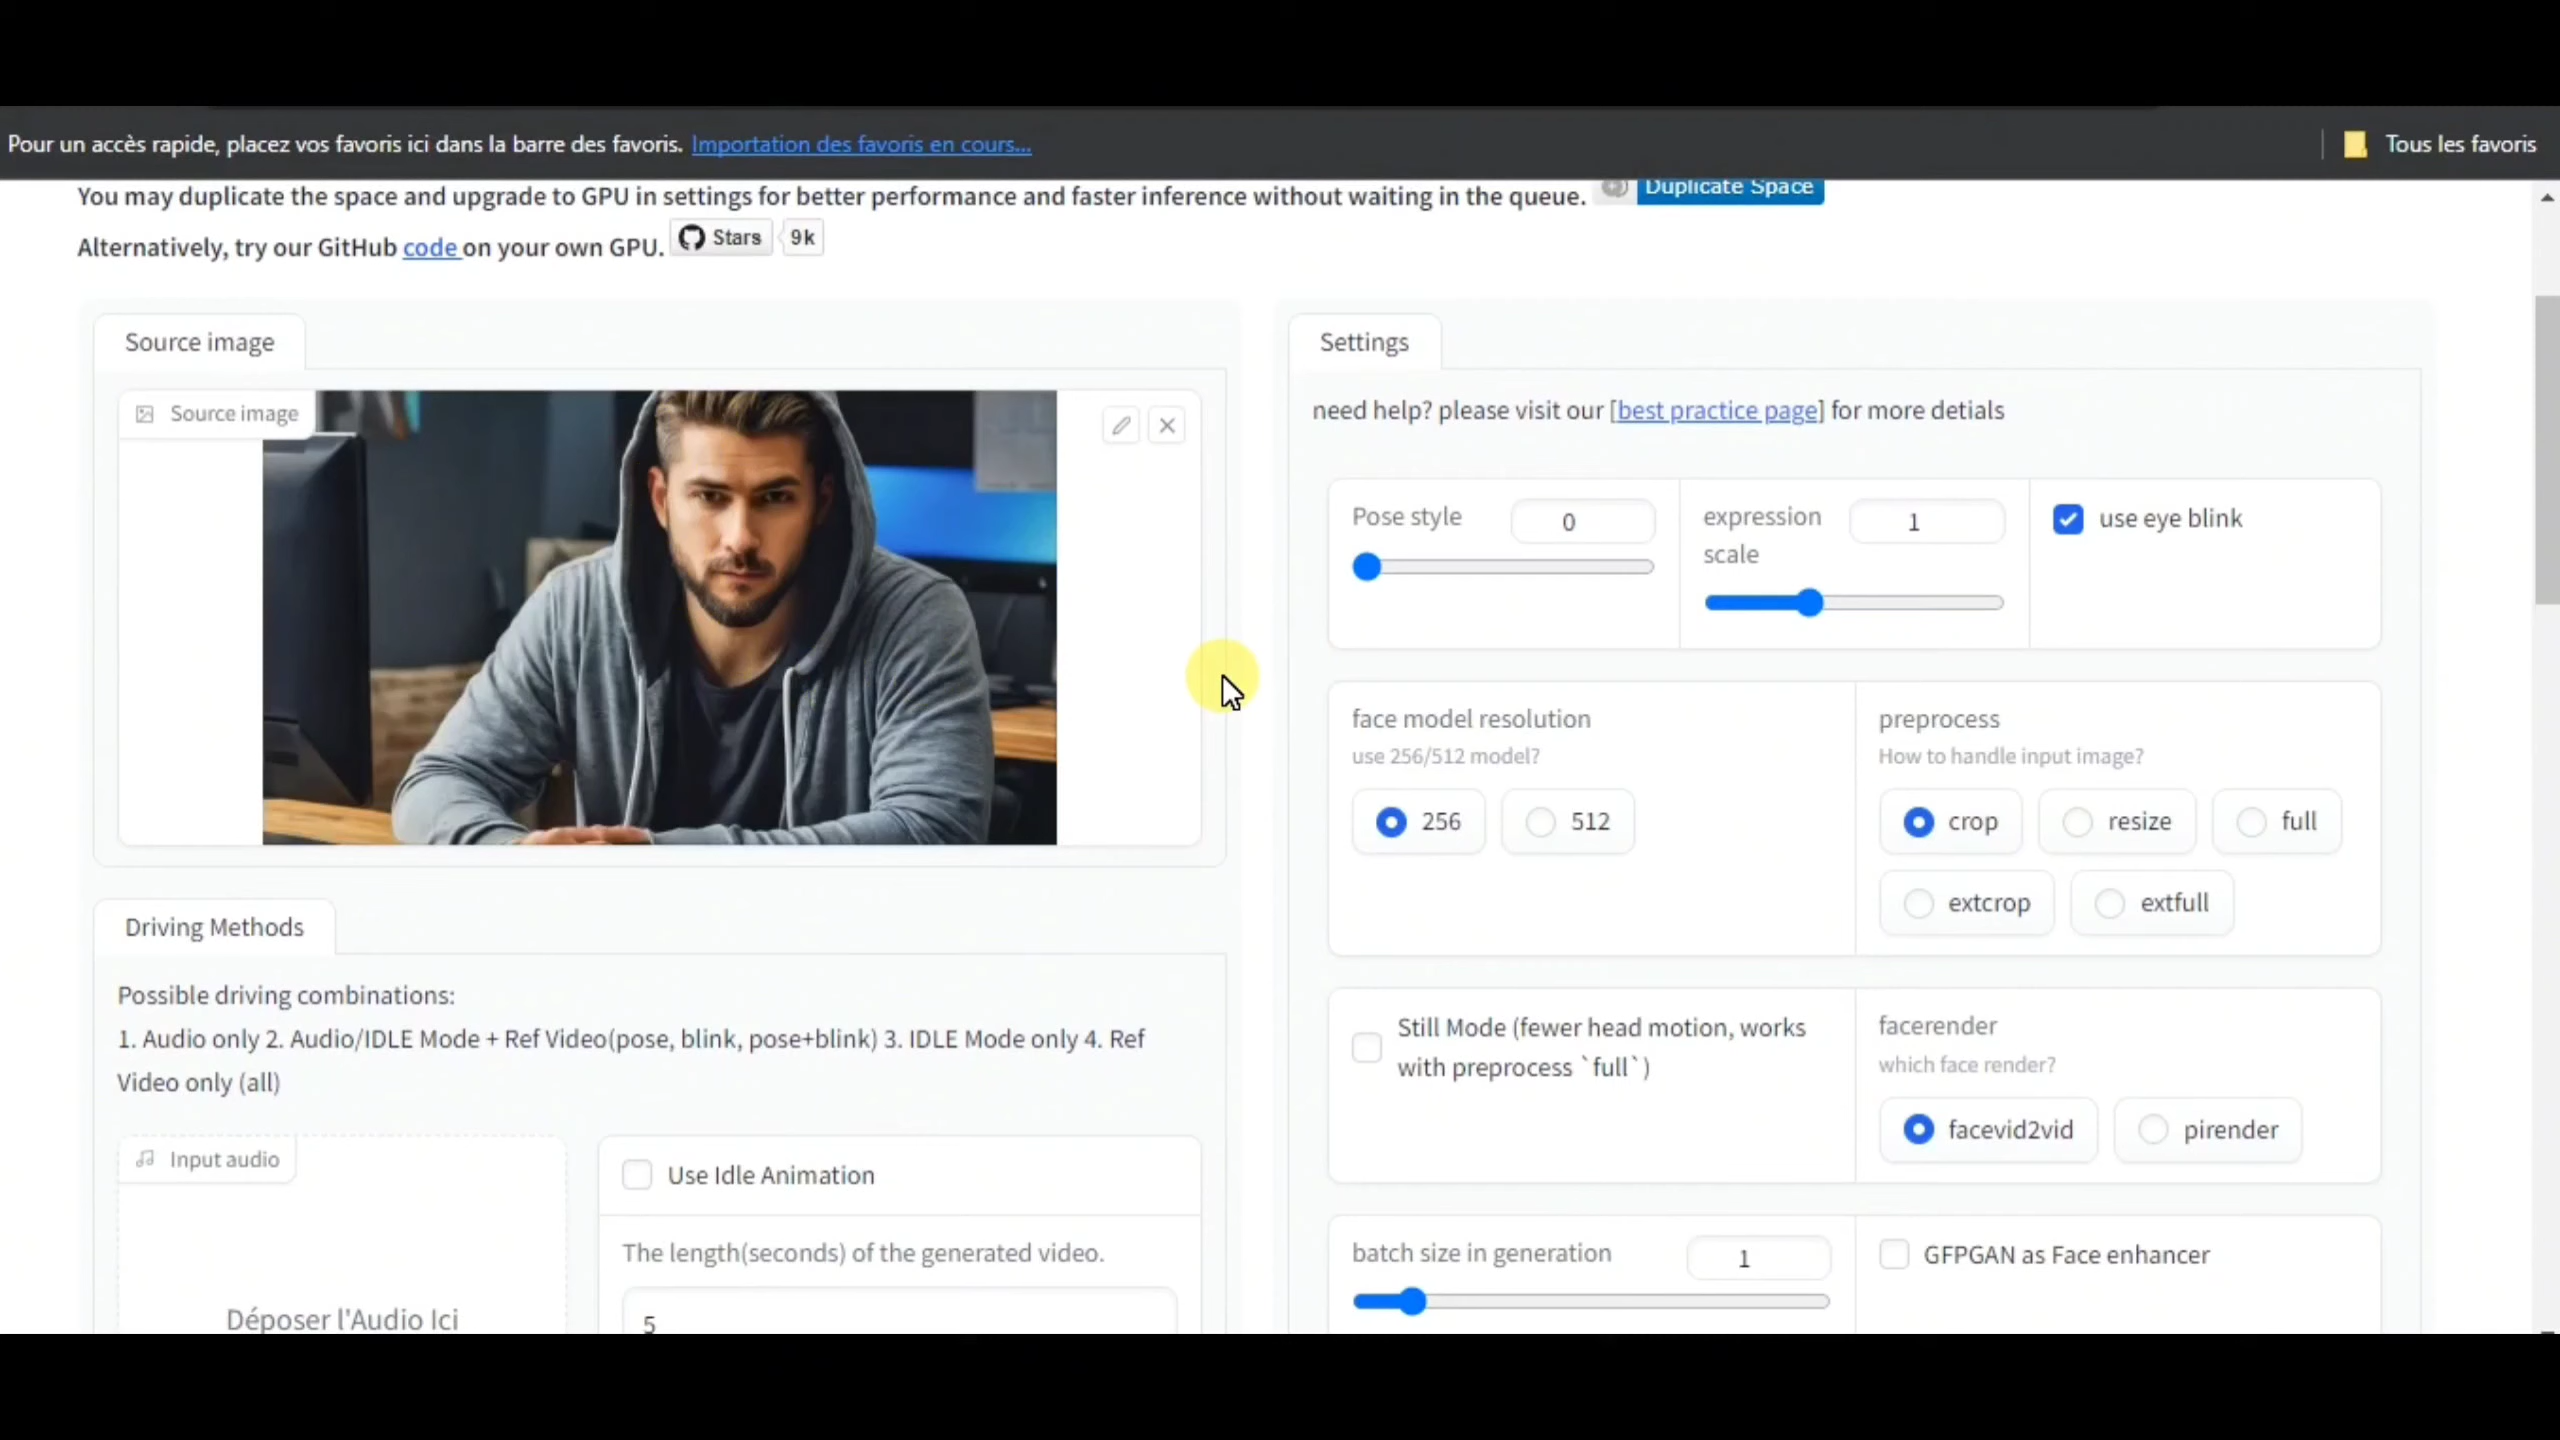 Pour un accès rapide, placez vos favoris ici dans la barre des favoris. Importation des favoris en cours...
Tous les favoris
You may duplicate the space and upgrade to GPU in settings for better performance and faster inference without waiting in the queue. Duplicate Space
Alternatively, try our GitHub code on your own GPU. Stars 9k
Source image
Source image
Driving Methods
Possible driving combinations:
1. Audio only 2. Audio/IDLE Mode + Ref Video(pose, blink, pose+blink) 3. IDLE Mode only 4. Ref
Video only (all)
Input audio
Déposer l'Audio Ici
Use Idle Animation
The length(seconds) of the generated video.
5
Settings
need help? please visit our [best practice page] for more detials
Pose style
0
expression
scale
1
use eye blink
face model resolution
use 256/512 model?
256
512
preprocess
How to handle input image?
crop
resize
full
extcrop
extfull
Still Mode (fewer head motion, works
with preprocess `full`)
facerender
which face render?
facevid2vid
pirender
batch size in generation
1
GFPGAN as Face enhancer